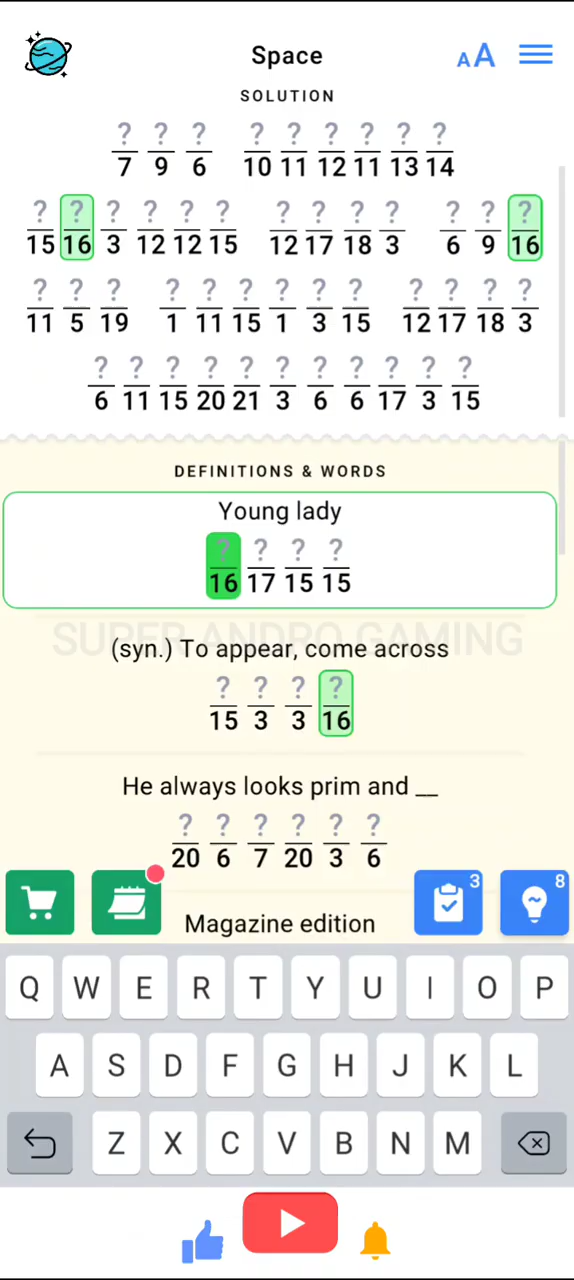 Space
AA
SOLUTION
? ? ? ? ? ? ? ? ?
7 9 6 10 11 12 11 13 14
? ? ? ? ? ? ? ? ? ? ? ? ?
15 16 3 12 12 15 12 17 18 3 6 9 16
? ? ? ? ? ? ? ? ? ? ? ? ?
11 5 19 1 11 15 1 3 15 12 17 18 3
? ? ? ? ? ? ? ? ? ? ?
6 11 15 20 21 3 6 6 17 3 15
DEFINITIONS & WORDS
Young lady
? ? ? ?
16 17 15 15
SUPER ANDRO GAMING
(syn.) To appear, come across
? ? ? ?
15 3 3 16
He always looks prim and __
? ? ? ? ? ?
20 6 7 20 3 6
3
8
Magazine edition
Q W E R T Y U I O P
A S D F G H J K L
Z X C V B N M